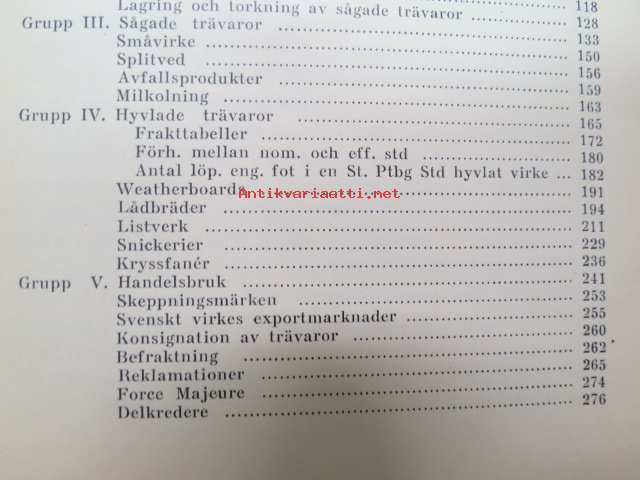 118
Lagring och torkning av sågade trävaror 128
Grupp III. Sågade trävaror 133
Småvirke 150
Splitved 156
Avfallsprodukter 159
Milkolning 163
Grupp IV. Hyvlade trävaror 165
Frakttabeller 172
Förh. mellan nom. och eff. std 180
Antal löp. eng. fot i en St. Ptbg Std hyvlat virke ... 182
Weatherboards 191
Antikvariaatti.net
Lådbräder 194
Listverk 211
Snickerier 229
Kryssfanér 236
Grupp V. Handelsbruk 241
Skeppningsmärken 253
Svenskt virkes exportmarknader 255
Konsignation av trävaror 260
Befraktning 262
Reklamationer 265
Force Majeure 274
Delkredere 276